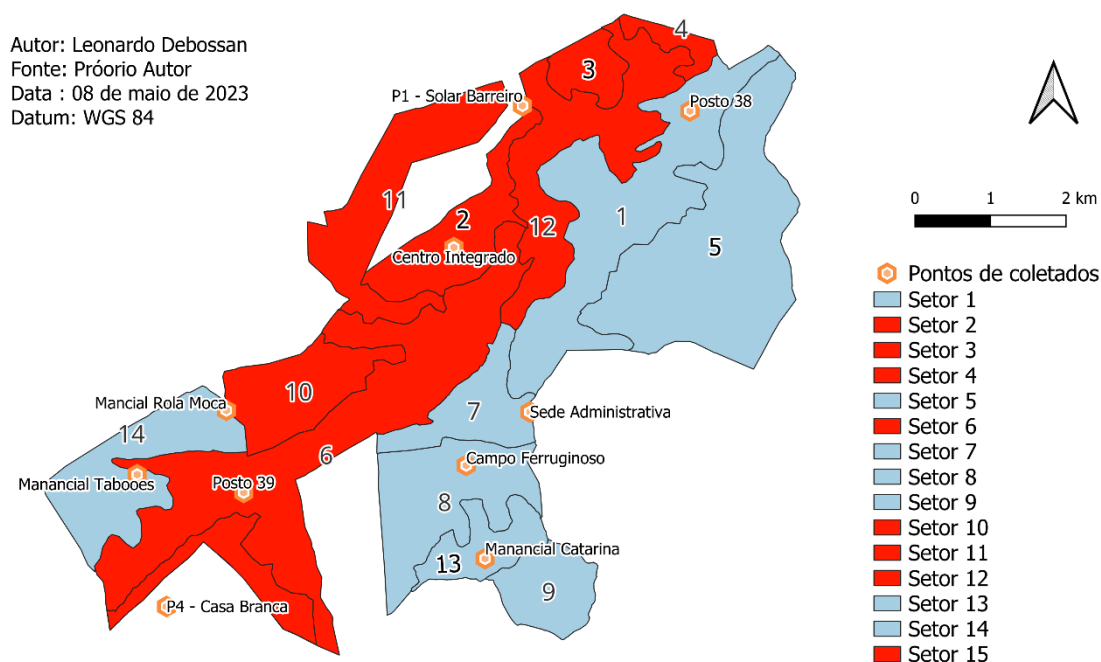 Autor: Leonardo Debossan
Fonte: Próorio Autor
Data : 08 de maio de 2023
Datum: WGS 84
4
3
P1 - Solar Barreiro
Posto 38
11
2
12
1
5
Centro Integrado
0 1 2 km
Pontos de coletados
Setor 1
Setor 2
Setor 3
Setor 4
Setor 5
Setor 6
Setor 7
Setor 8
Setor 9
Setor 10
Setor 11
Setor 12
Setor 13
Setor 14
Setor 15
10
Mancial Rola Moca
7
Sede Administrativa
14
6
Campo Ferruginoso
Manancial Tabooes
Posto 39
8
Manancial Catarina
13
9
P4 - Casa Branca